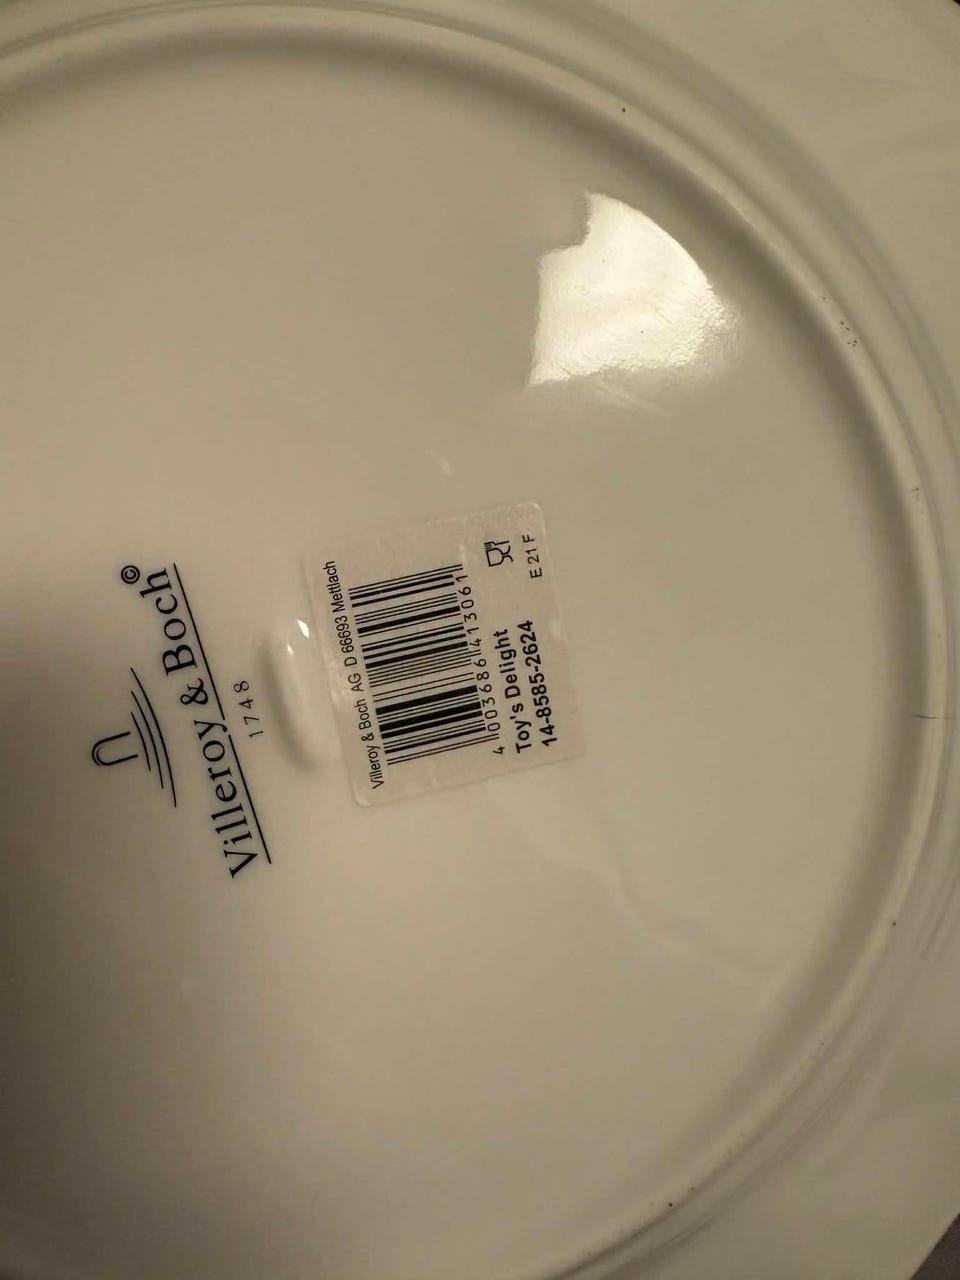 Villeroy & Boch©
1748
Villeroy & Boch AG D 66693 Mettlach
4 003686 413061
Toy's Delight
14-8585-2624
E 21 F